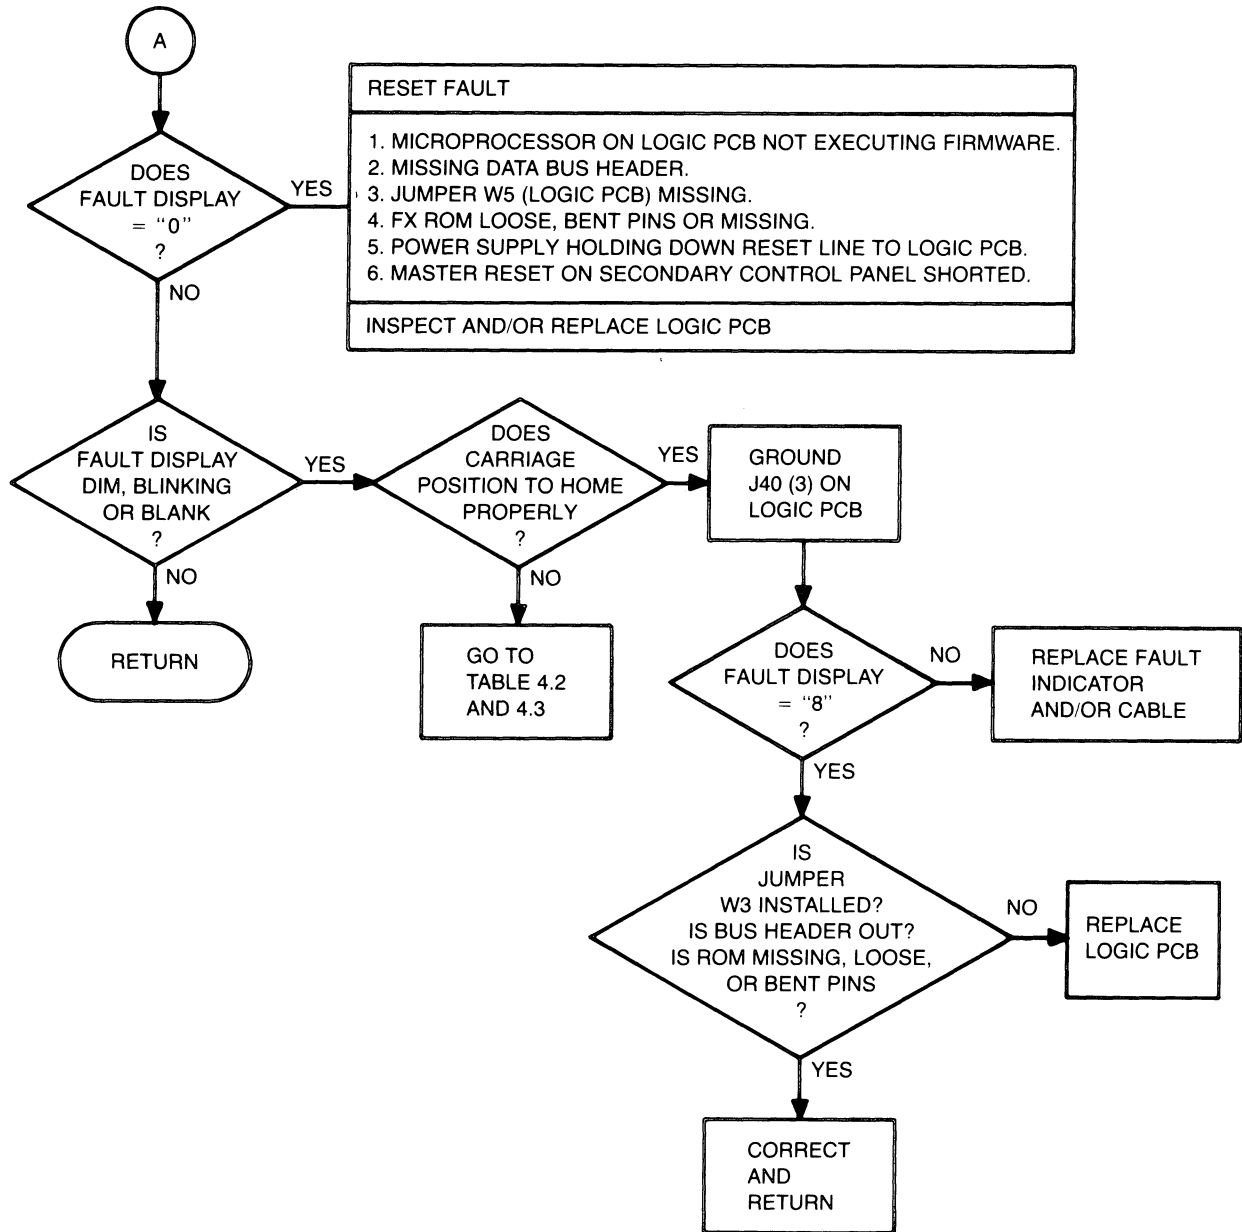 A
DOES
FAULT DISPLAY
= "0"
?
YES
NO
RESET FAULT
1. MICROPROCESSOR ON LOGIC PCB NOT EXECUTING FIRMWARE.
2. MISSING DATA BUS HEADER.
3. JUMPER W5 (LOGIC PCB) MISSING.
4. FX ROM LOOSE, BENT PINS OR MISSING.
5. POWER SUPPLY HOLDING DOWN RESET LINE TO LOGIC PCB.
6. MASTER RESET ON SECONDARY CONTROL PANEL SHORTED.
INSPECT AND/OR REPLACE LOGIC PCB
IS
FAULT DISPLAY
DIM, BLINKING
OR BLANK
?
YES
NO
RETURN
DOES
CARRIAGE
POSITION TO HOME
PROPERLY
?
YES
NO
GO TO
TABLE 4.2
AND 4.3
GROUND
J40 (3) ON
LOGIC PCB
DOES
FAULT DISPLAY
= "8"
?
NO
YES
REPLACE FAULT
INDICATOR
AND/OR CABLE
IS
JUMPER
W3 INSTALLED?
IS BUS HEADER OUT?
IS ROM MISSING, LOOSE,
OR BENT PINS
?
NO
YES
REPLACE
LOGIC PCB
CORRECT
AND
RETURN